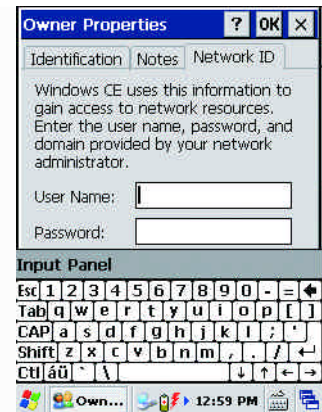 Owner Properties ? OK ×
Identification Notes Network ID
Windows CE uses this information to
gain access to network resources.
Enter the user name, password, and
domain provided by your network
administrator.
User Name:
Password:
Input Panel
Esc 1 2 3 4 5 6 7 8 9 0 - = 🡄
Tab q w e r t y u i o p [ ]
CAP a s d f g h j k l ; '
Shift z x c v b n m , . / ↵
Ctl áü ` \ ↓ ↑ ← →
Own... 12:59 PM